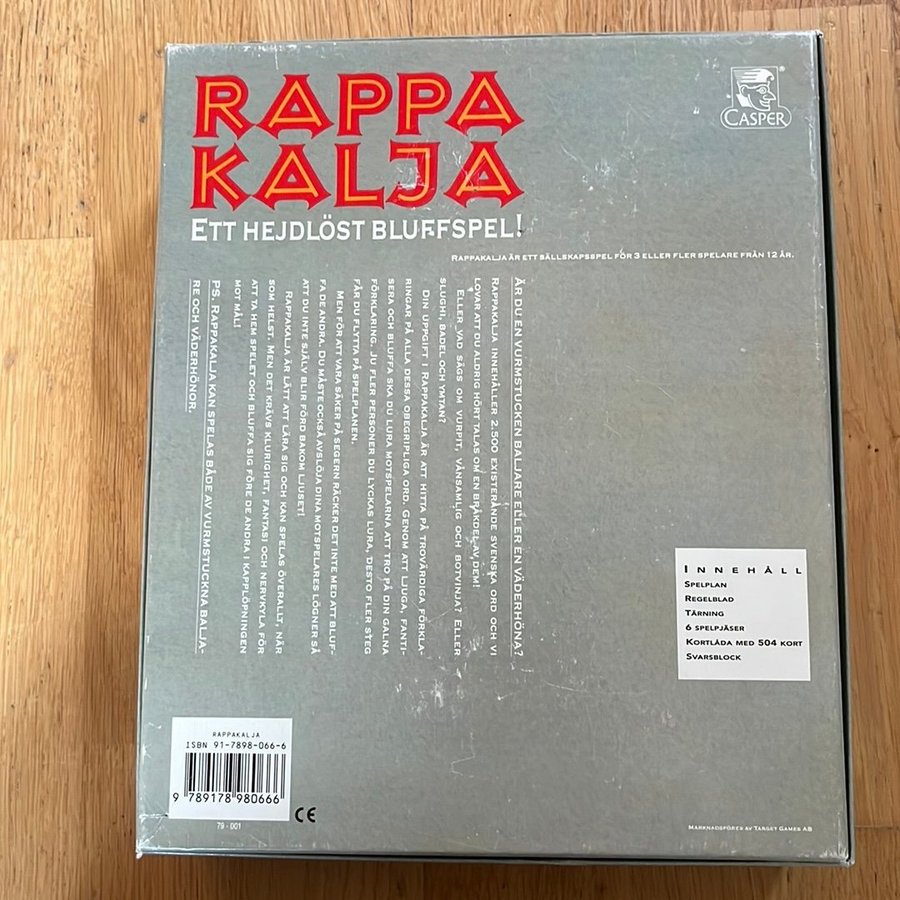 RAPPA
KALJA
ETT HEJDLÖST BLUFFSPEL!
CASPER
RAPPAKALJA ÄR ETT SÄLLSKAPSSPEL FÖR 3 ELLER FLER SPELARE FRÅN 12 ÅR.
ÄR DU EN VURMSTUCKEN BALJARE ELLER EN VÄDERHÖNA?
RAPPAKALJA INNEHÅLLER 2.500 EXISTERANDE SVENSKA ORD OCH VI
LOVAR ATT DU ALDRIG HÖRT TALAS OM EN BRÅKDEL AV DEM!
ELLER VAD SÄGS OM VURPIT, VÅNSAMLIG OCH BOTVINJA? ELLER
SLUGHI, BADEL OCH YMTAN?
DIN UPPGIFT I RAPPAKALJA ÄR ATT HITTA PÅ TROVÄRDIGA FÖRKLA-
RINGAR PÅ ALLA DESSA OBEGRIPLIGA ORD. GENOM ATT LJUGA, FANTI-
SERA OCH BLUFFA SKA DU LURA MOTSPELARNA ATT TRO PÅ DIN GALNA
FÖRKLARING. JU FLER PERSONER DU LYCKAS LURA, DESTO FLER STEG
FÅR DU FLYTTA PÅ SPELPLANEN.
MEN FÖR ATT VARA SÄKER PÅ SEGERN RÄCKER DET INTE MED ATT BLUF-
FA DE ANDRA. DU MÅSTE OCKSÅ AVSLÖJA DINA MOTSPELARES LÖGNER SÅ
ATT DU INTE SJÄLV BLIR FÖRD BAKOM LJUSET!
RAPPAKALJA ÄR LÄTT ATT LÄRA SIG OCH KAN SPELAS ÖVERALLT, NÄR
SOM HELST. MEN DET KRÄVS KLURIGHET, FANTASI OCH NERVKYLA FÖR
ATT TA HEM SPELET OCH BLUFFA SIG FÖRE DE ANDRA I KAPPLÖPNINGEN
MOT MÅL!
PS. RAPPAKALJA KAN SPELAS BÅDE AV VURMSTUCKNA BALJA-
RE OCH VÄDERHÖNOR.
INNEHÅLL
SPELPLAN
REGELBLAD
TÄRNING
6 SPELPJÄSER
KORTLÅDA MED 504 KORT
SVARSBLOCK
RAPPAKALJA
ISBN 91-7898-066-6
9 789178 980666
79 - 001
CE
MARKNADSFÖRES AV TARGET GAMES AB